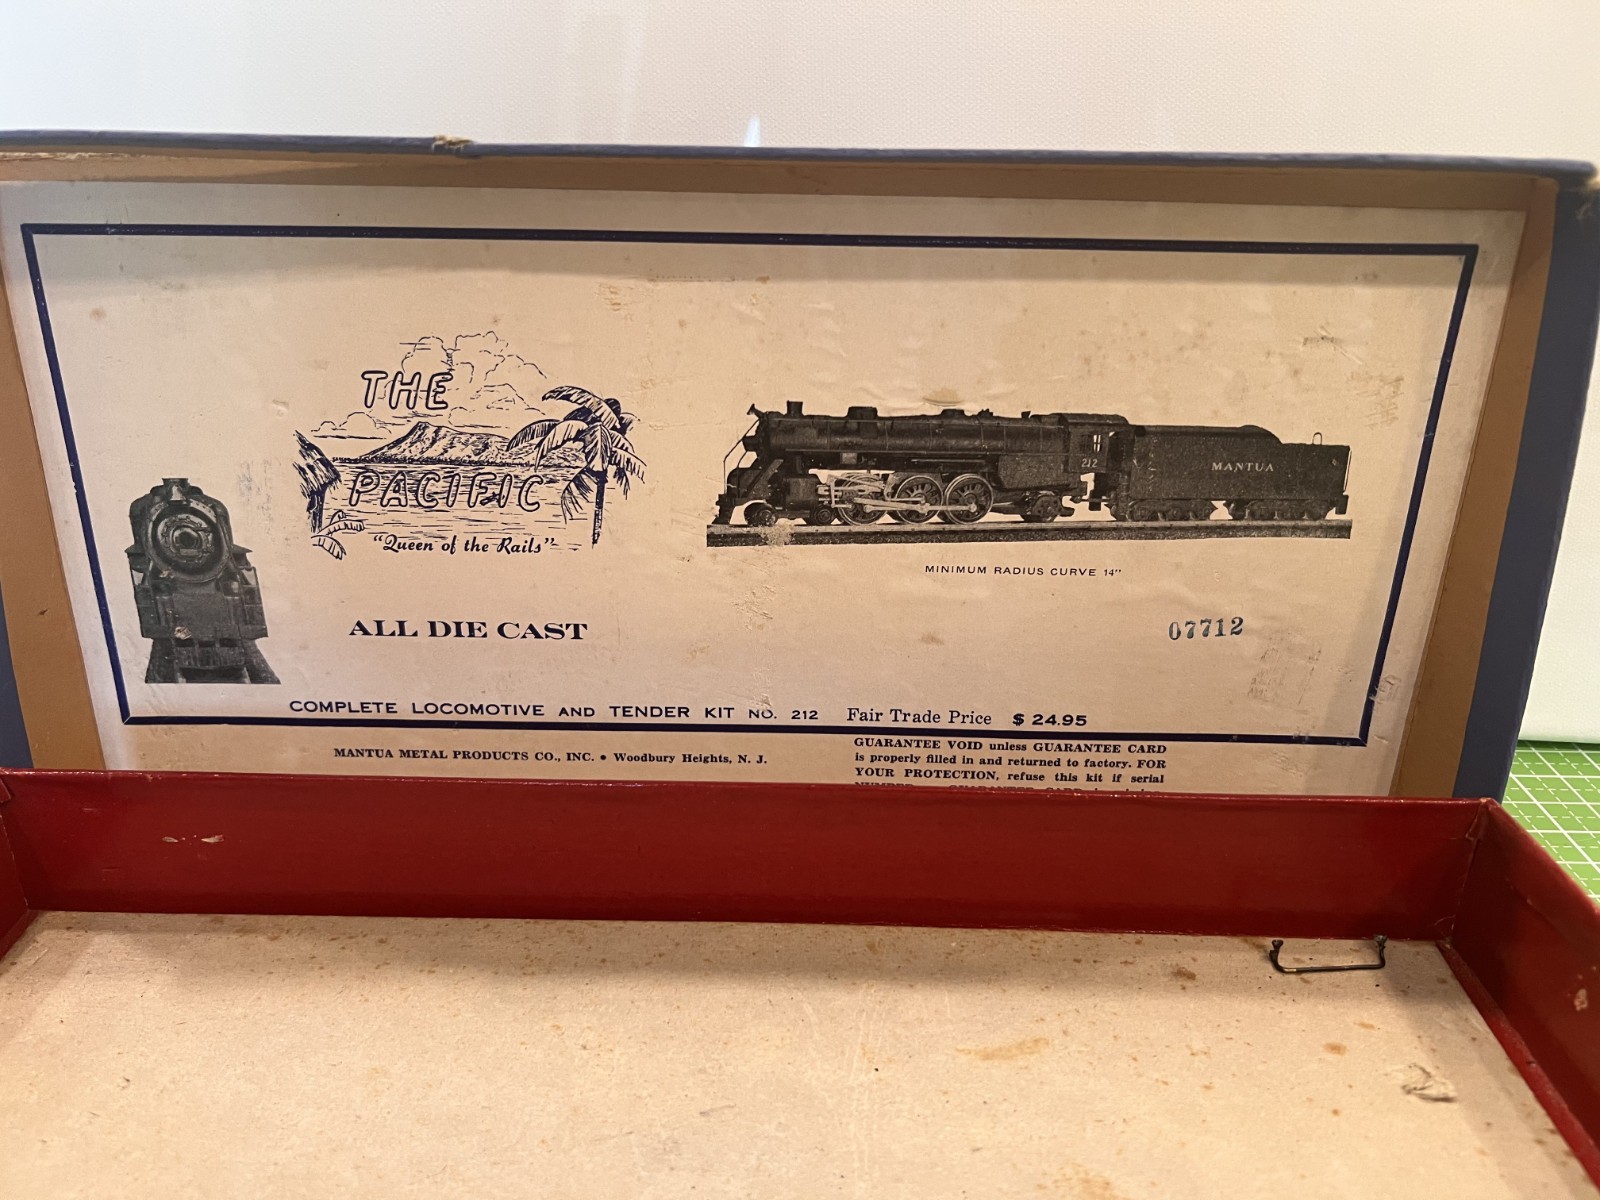 THE
PACIFIC
"Queen of the Rails"
212
MANTUA
MINIMUM RADIUS CURVE 14"
ALL DIE CAST
07712
COMPLETE LOCOMOTIVE AND TENDER KIT NO. 212 Fair Trade Price $ 24.95
MANTUA METAL PRODUCTS CO., INC. • Woodbury Heights, N. J.
GUARANTEE VOID unless GUARANTEE CARD
is properly filled in and returned to factory. FOR
YOUR PROTECTION, refuse this kit if serial